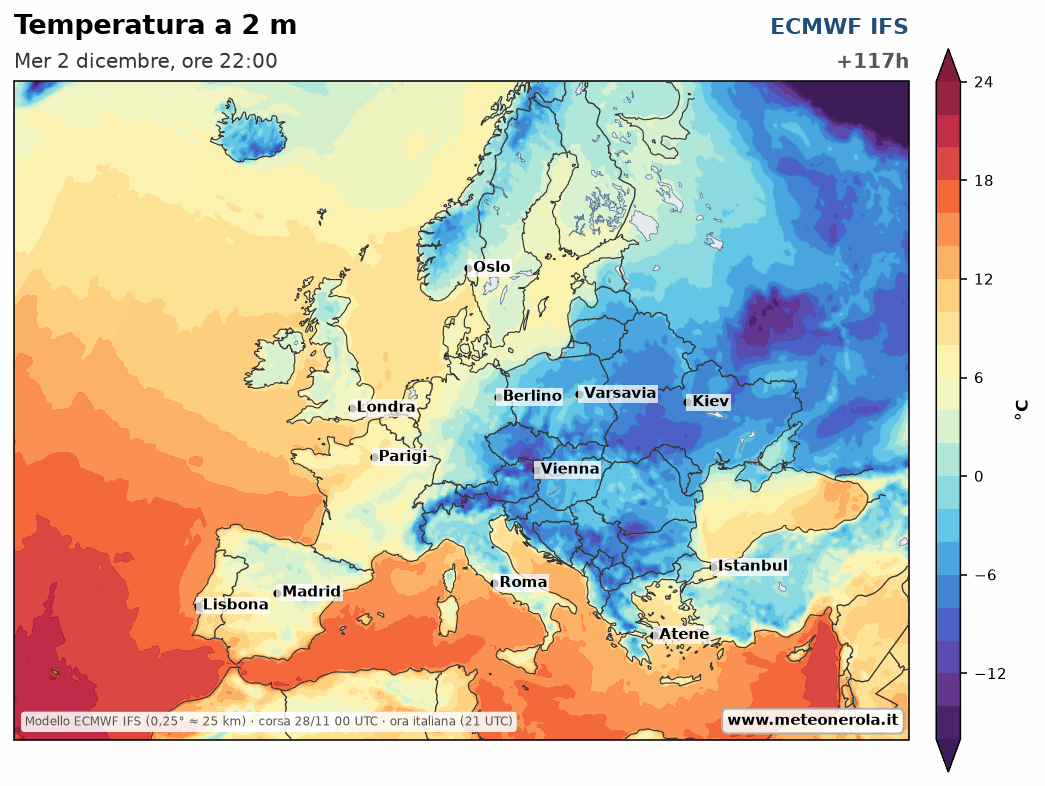 Temperatura a 2 m
ECMWF IFS
Mer 2 dicembre, ore 22:00
+117h
24
18
12
6
0
−6
−12
°C
Oslo
Londra
Berlino
Varsavia
Kiev
Parigi
Vienna
Istanbul
Roma
Madrid
Lisbona
Atene
Modello ECMWF IFS (0,25° ≈ 25 km) · corsa 28/11 00 UTC · ora italiana (21 UTC)
www.meteonerola.it